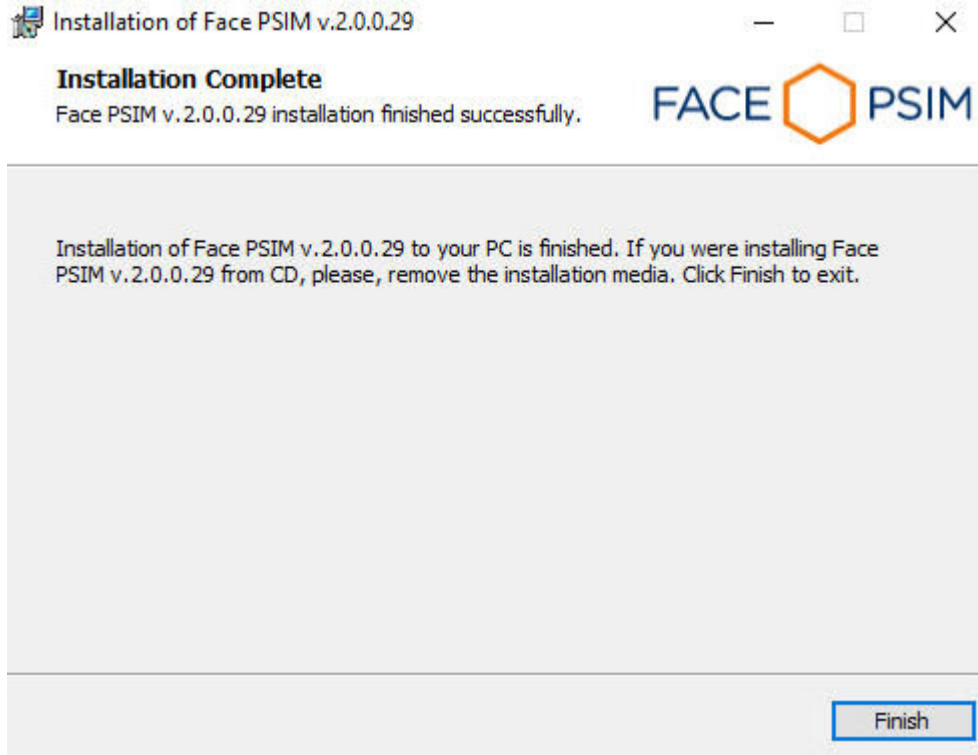 Installation of Face PSIM v.2.0.0.29
Installation Complete
Face PSIM v.2.0.0.29 installation finished successfully.
FACE PSIM
Installation of Face PSIM v.2.0.0.29 to your PC is finished. If you were installing Face
PSIM v.2.0.0.29 from CD, please, remove the installation media. Click Finish to exit.
Finish